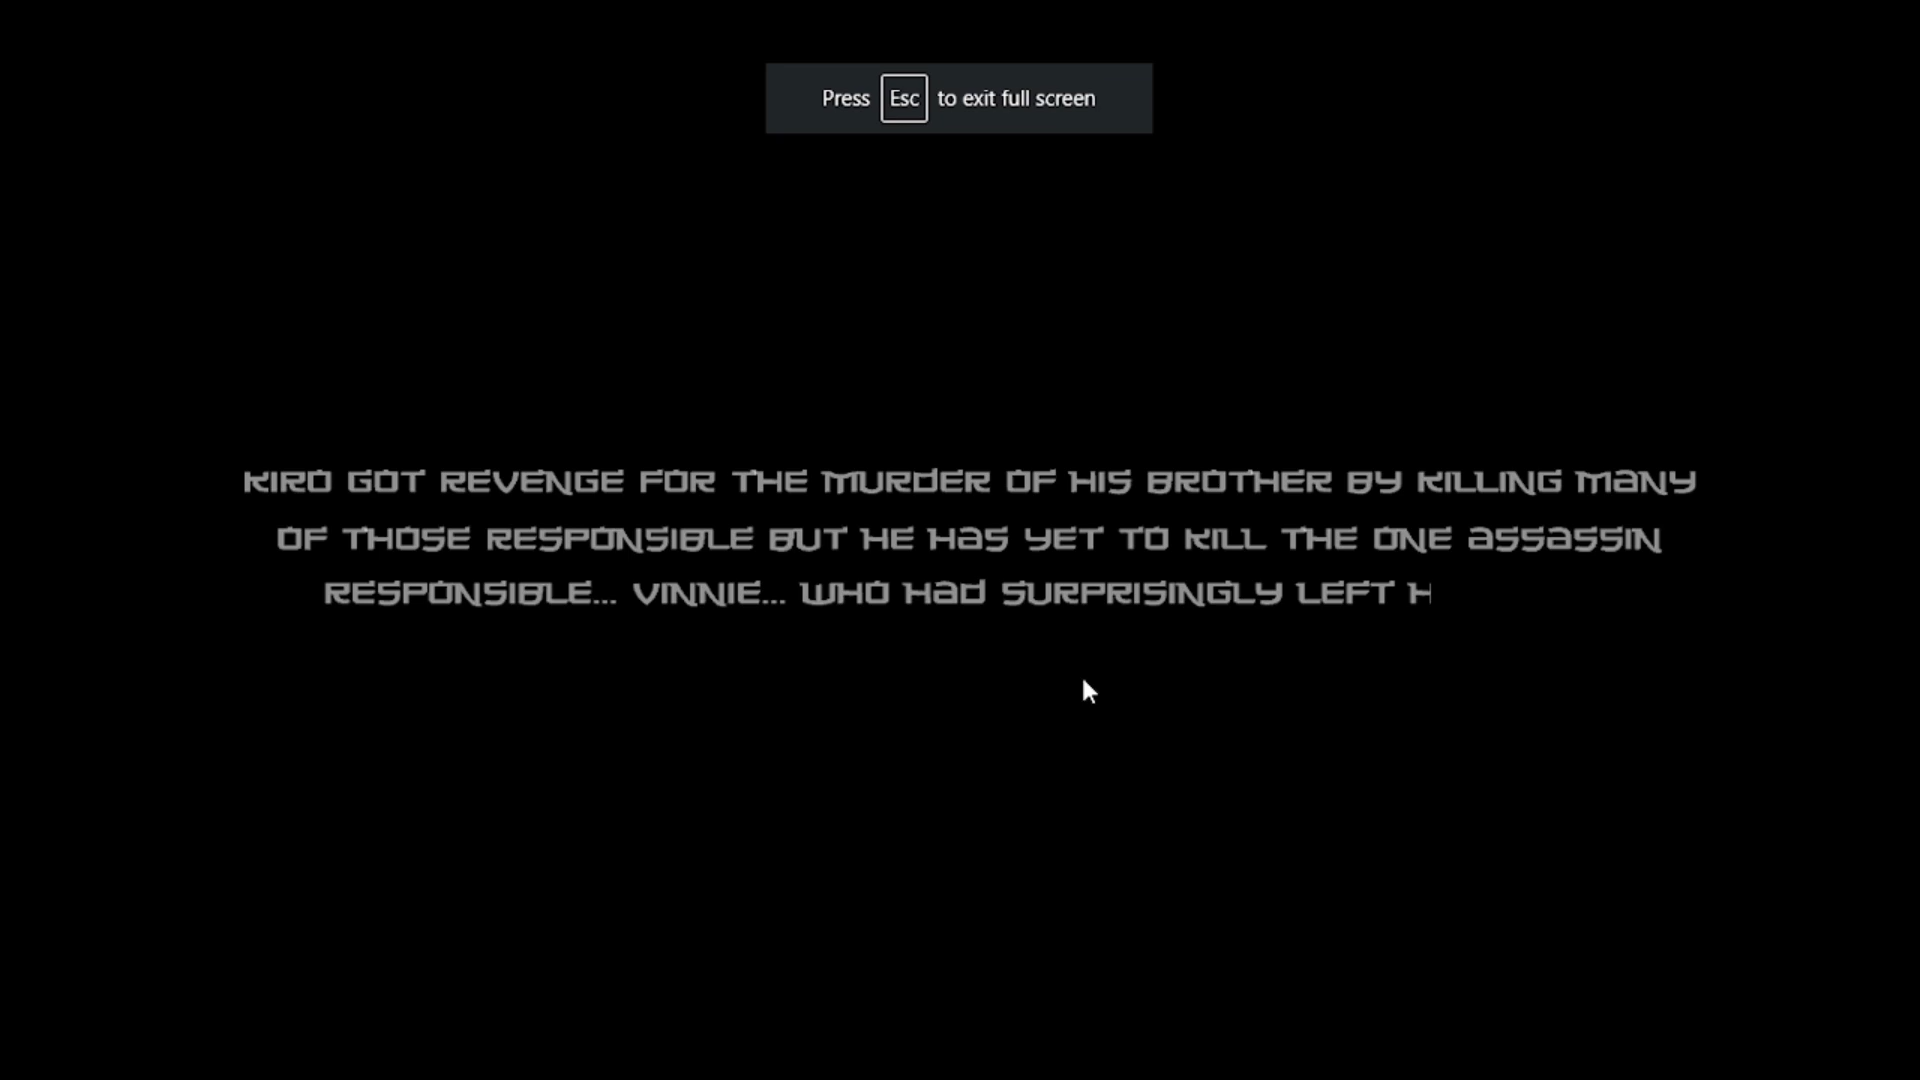 Press Esc to exit full screen
KIRO GOT REVENGE FOR THE MURDER OF HIS BROTHER BY KILLING MANY
OF THOSE RESPONSIBLE BUT HE HAS YET TO KILL THE ONE ASSASSIN
RESPONSIBLE... VINNIE... WHO HAD SURPRISINGLY LEFT H